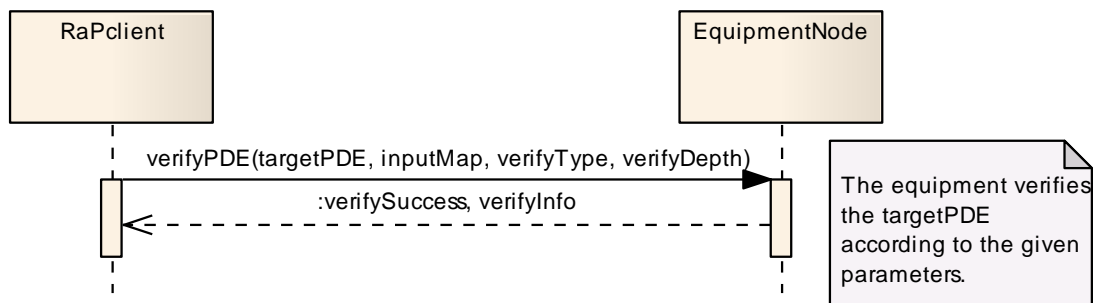 RaPclient
EquipmentNode
verifyPDE(targetPDE, inputMap, verifyType, verifyDepth)
:verifySuccess, verifyInfo
The equipment verifies
the targetPDE
according to the given
parameters.